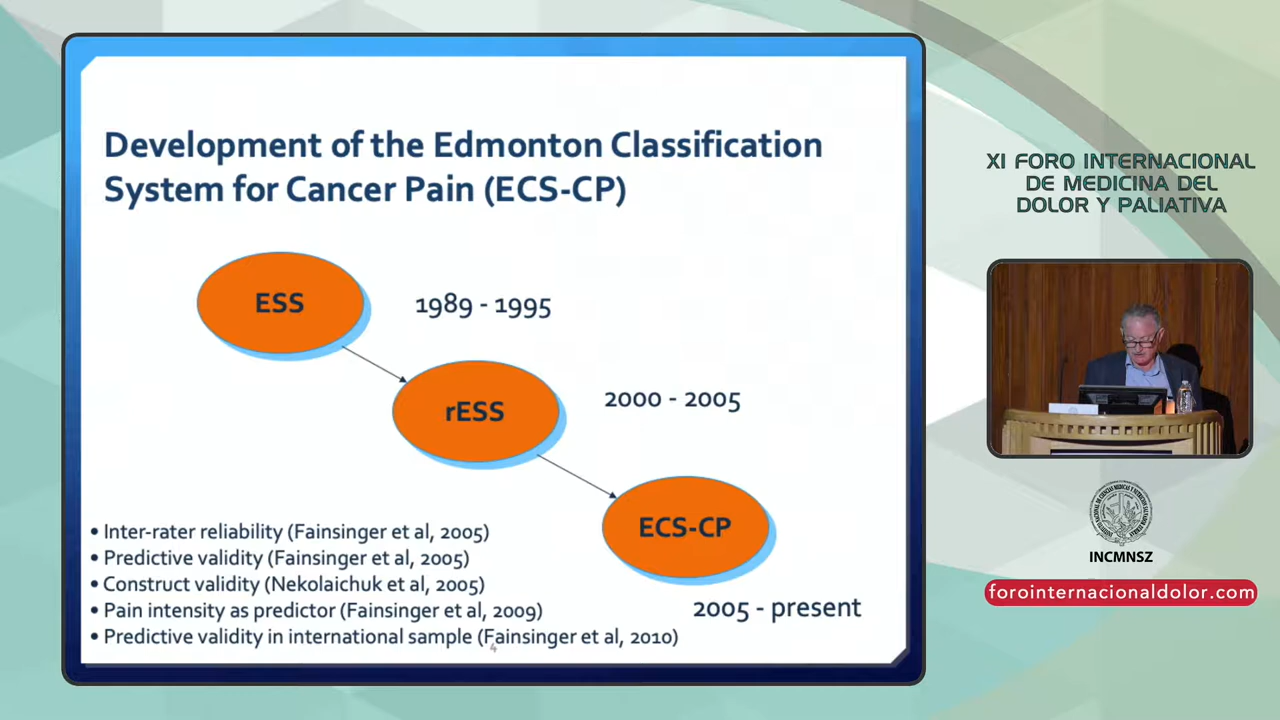 Development of the Edmonton Classification
System for Cancer Pain (ECS-CP)
ESS
1989 - 1995
rESS
2000 - 2005
ECS-CP
2005 - present
• Inter-rater reliability (Fainsinger et al, 2005)
• Predictive validity (Fainsinger et al, 2005)
• Construct validity (Nekolaichuk et al, 2005)
• Pain intensity as predictor (Fainsinger et al, 2009)
• Predictive validity in international sample (Fainsinger et al, 2010)
4
XI FORO INTERNACIONAL
DE MEDICINA DEL
DOLOR Y PALIATIVA
INCMNSZ
forointernacionaldolor.com